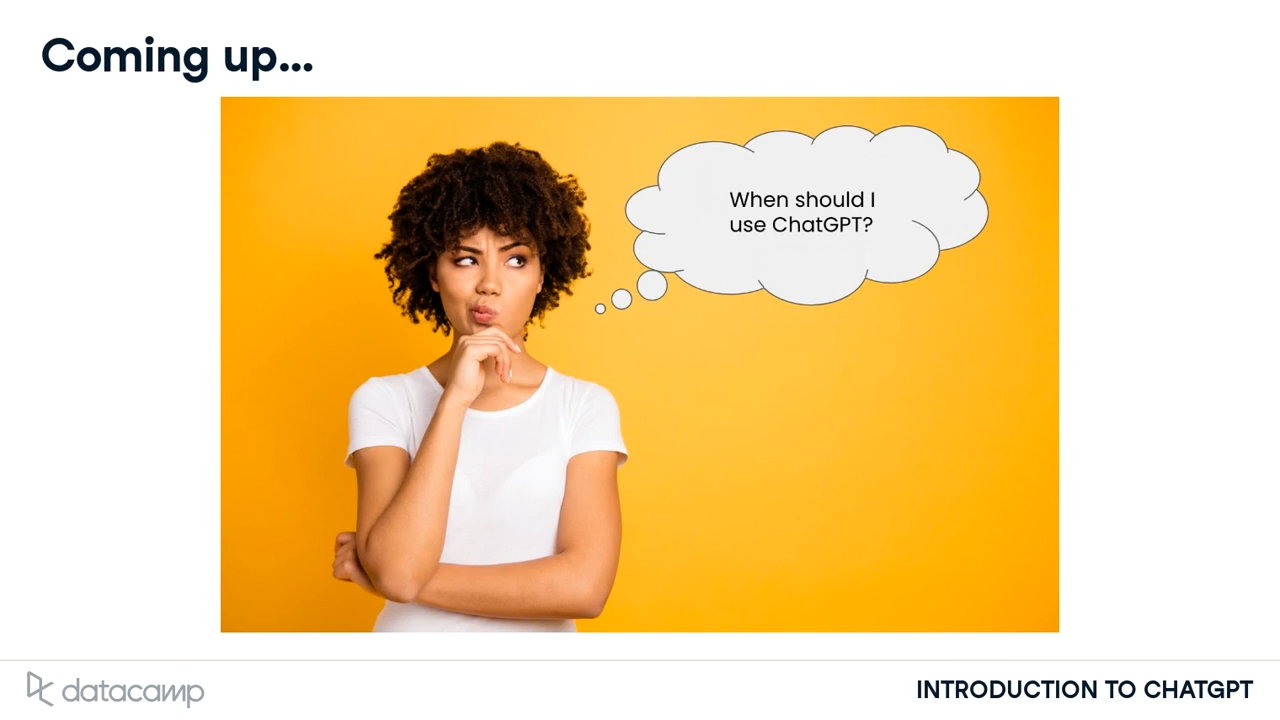 Coming up...
When should I
use ChatGPT?
datacamp
INTRODUCTION TO CHATGPT